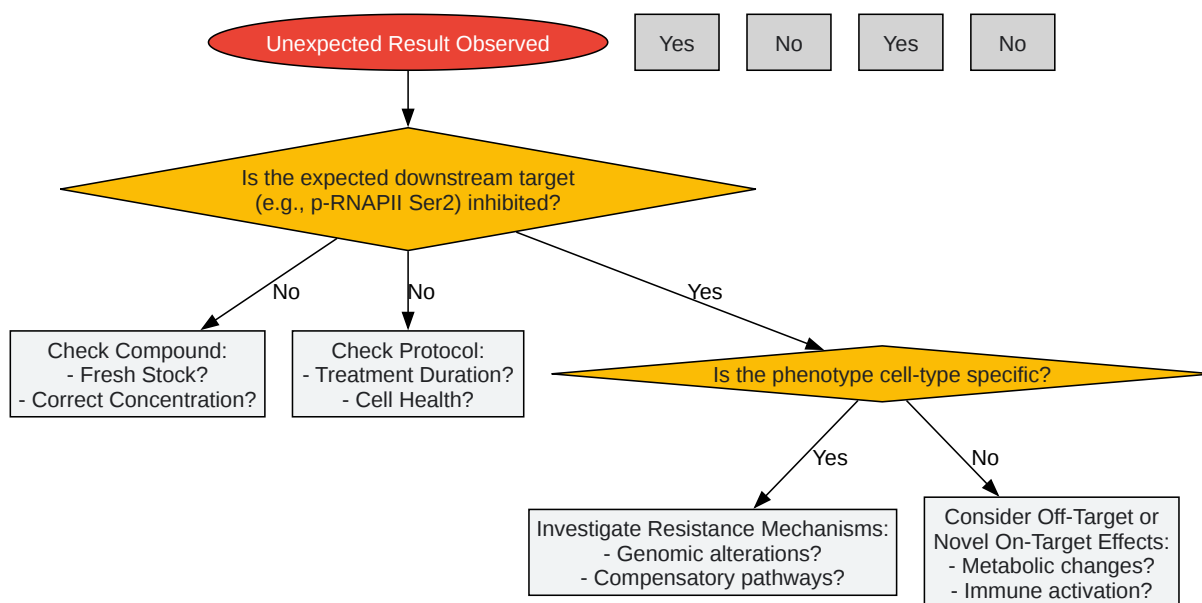 Unexpected Result Observed
Yes
No
Yes
No
Is the expected downstream target
(e.g., p-RNAPII Ser2) inhibited?
No
No
Yes
Check Compound:
- Fresh Stock?
- Correct Concentration?
Check Protocol:
- Treatment Duration?
- Cell Health?
Is the phenotype cell-type specific?
Yes
No
Investigate Resistance Mechanisms:
- Genomic alterations?
- Compensatory pathways?
Consider Off-Target or
Novel On-Target Effects:
- Metabolic changes?
- Immune activation?